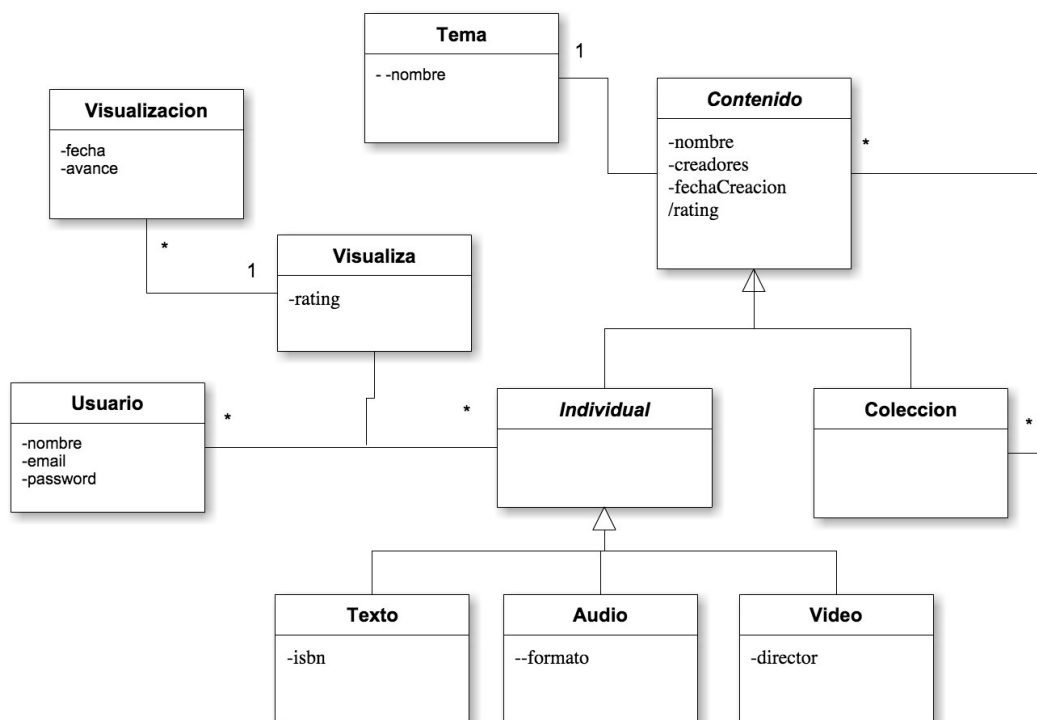 Tema
- -nombre
1
Contenido
-nombre
-creadores
-fechaCreacion
/rating
*
Visualizacion
-fecha
-avance
*
1
Visualiza
-rating
Usuario
-nombre
-email
-password
*
*
Individual
Coleccion
*
Texto
-isbn
Audio
--formato
Video
-director